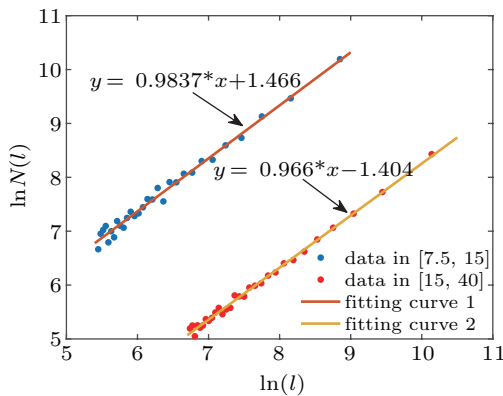 11
10
9
8
7
6
5
5
6
7
8
9
10
11
lnN(l)
ln(l)
y = 0.9837*x+1.466
y = 0.966*x−1.404
data in [7.5, 15]
data in [15, 40]
fitting curve 1
fitting curve 2